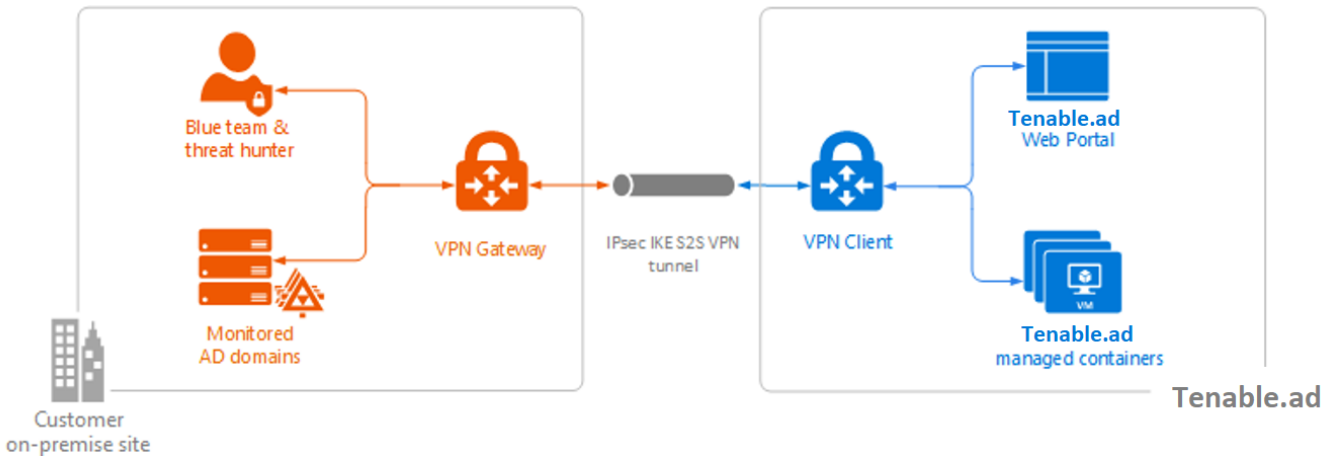 Blue team &
threat hunter
VPN Gateway
Monitored
AD domains
Customer
on-premise site
IPsec IKE S2S VPN
tunnel
VPN Client
Tenable.ad
Web Portal
VM
Tenable.ad
managed containers
Tenable.ad